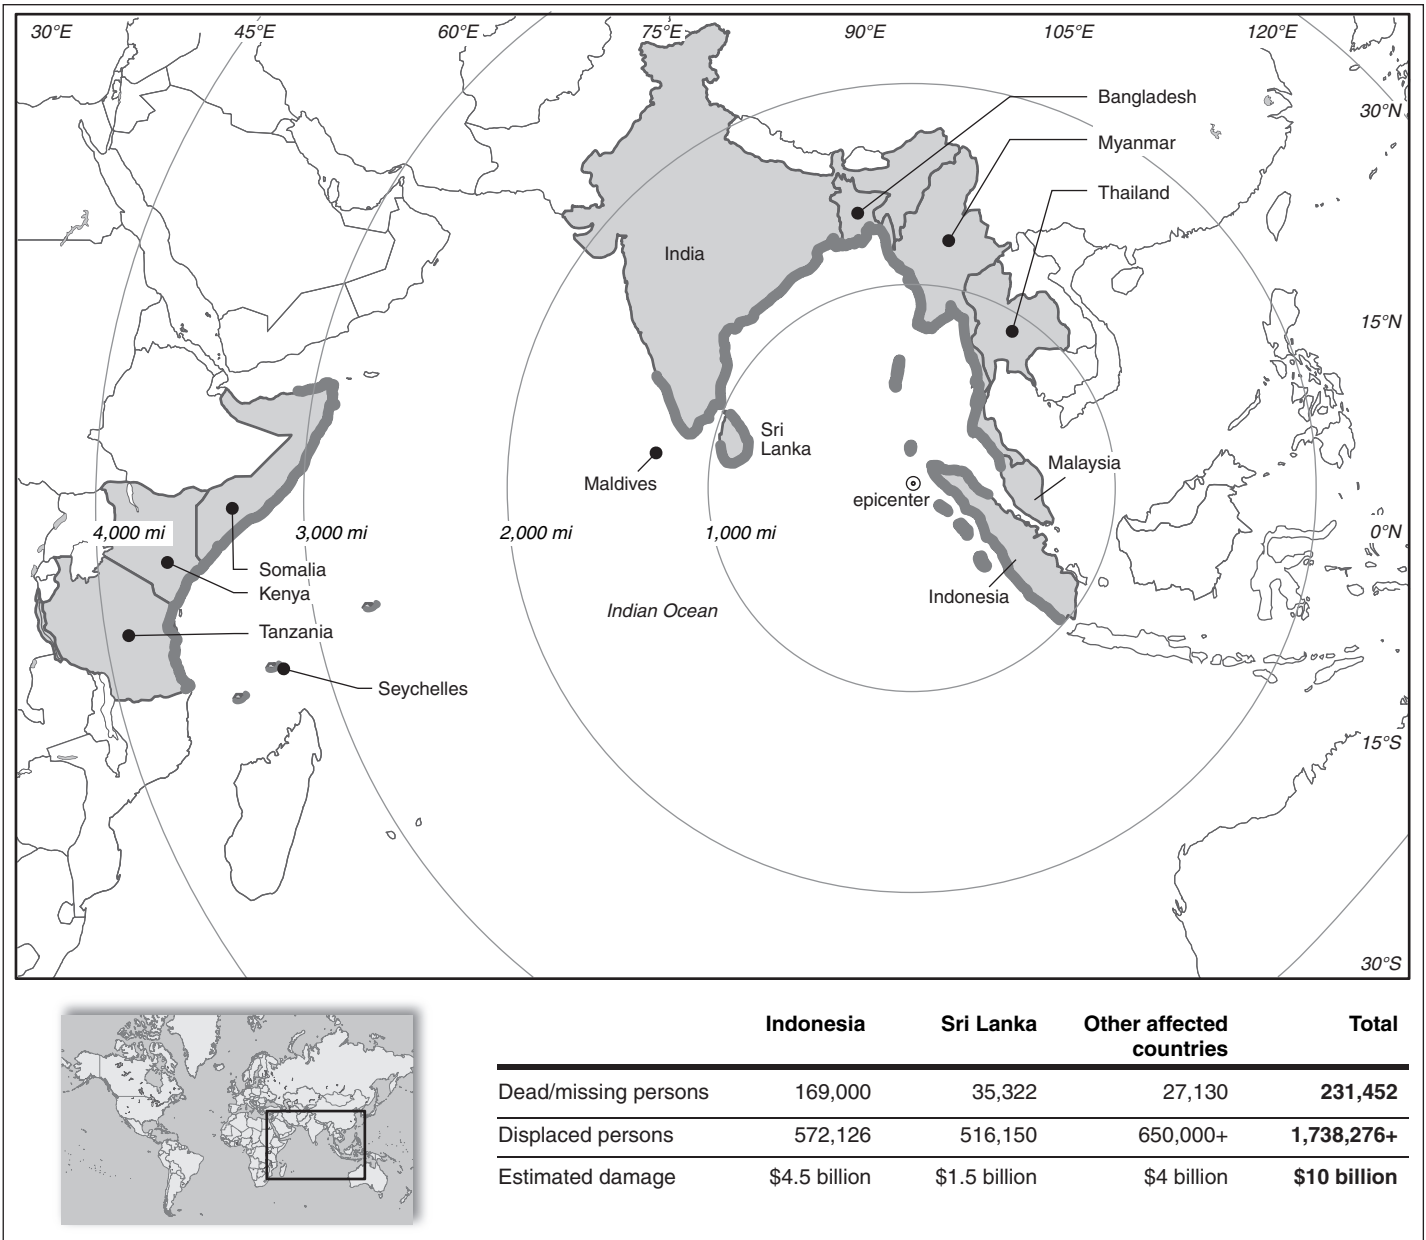 30°E 45°E 60°E 75°E 90°E 105°E 120°E
Bangladesh
30°N
Myanmar
Thailand
India
15°N
Sri
Lanka
Malaysia
Maldives
epicenter
4,000 mi 3,000 mi 2,000 mi 1,000 mi
0°N
Somalia
Kenya
Indonesia
Indian Ocean
Tanzania
Seychelles
15°S
30°S
Indonesia Sri Lanka Other affected Total
countries
Dead/missing persons 169,000 35,322 27,130 231,452
Displaced persons 572,126 516,150 650,000+ 1,738,276+
Estimated damage $4.5 billion $1.5 billion $4 billion $10 billion